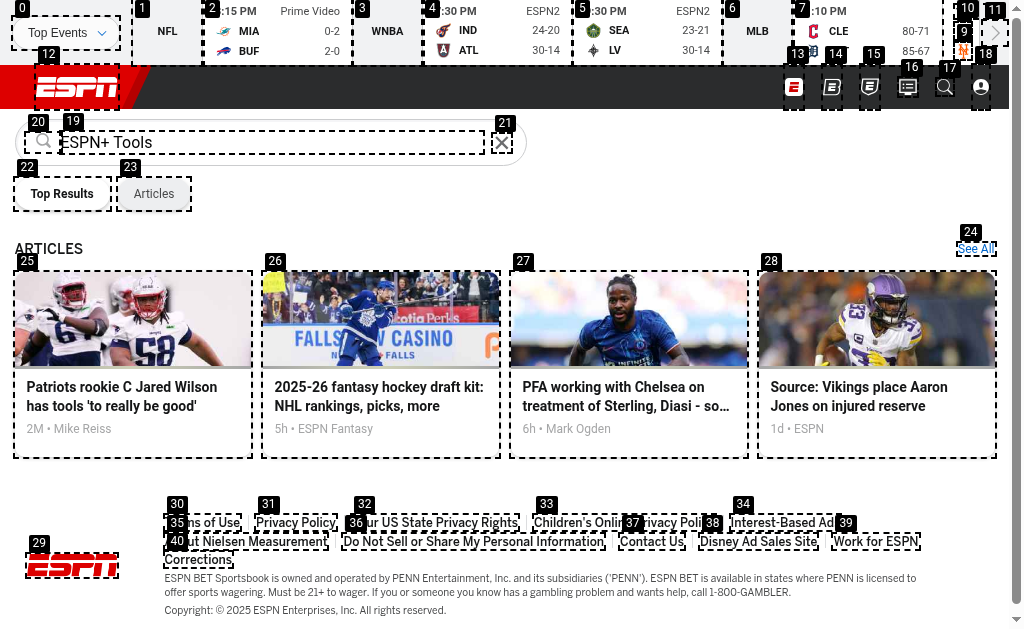 Top Events
NFL
:15 PM Prime Video
MIA 0-2
BUF 2-0
WNBA
:30 PM ESPN2
IND 24-20
ATL 30-14
:30 PM ESPN2
SEA 23-21
LV 30-14
MLB
:10 PM
CLE 80-71
85-67
ESPN
ESPN+ Tools
Top Results
Articles
ARTICLES
See All
Patriots rookie C Jared Wilson
has tools 'to really be good'
2M • Mike Reiss
2025-26 fantasy hockey draft kit:
NHL rankings, picks, more
5h • ESPN Fantasy
PFA working with Chelsea on
treatment of Sterling, Diasi - so…
6h • Mark Ogden
Source: Vikings place Aaron
Jones on injured reserve
1d • ESPN
ESPN
ms of Use Privacy Policy ur US State Privacy Rights Children's Onlin rivacy Poli Interest-Based Ad
ut Nielsen Measurement Do Not Sell or Share My Personal Information Contact Us Disney Ad Sales Site Work for ESPN
Corrections
ESPN BET Sportsbook is owned and operated by PENN Entertainment, Inc. and its subsidiaries ('PENN'). ESPN BET is available in states where PENN is licensed to
offer sports wagering. Must be 21+ to wager. If you or someone you know has a gambling problem and wants help, call 1-800-GAMBLER.
Copyright: © 2025 ESPN Enterprises, Inc. All rights reserved.
0
1
2
3
4
5
6
7
9
10
11
12
13
14
15
16
17
18
19
20
21
22
23
24
25
26
27
28
29
30
31
32
33
34
35
36
37
38
39
40